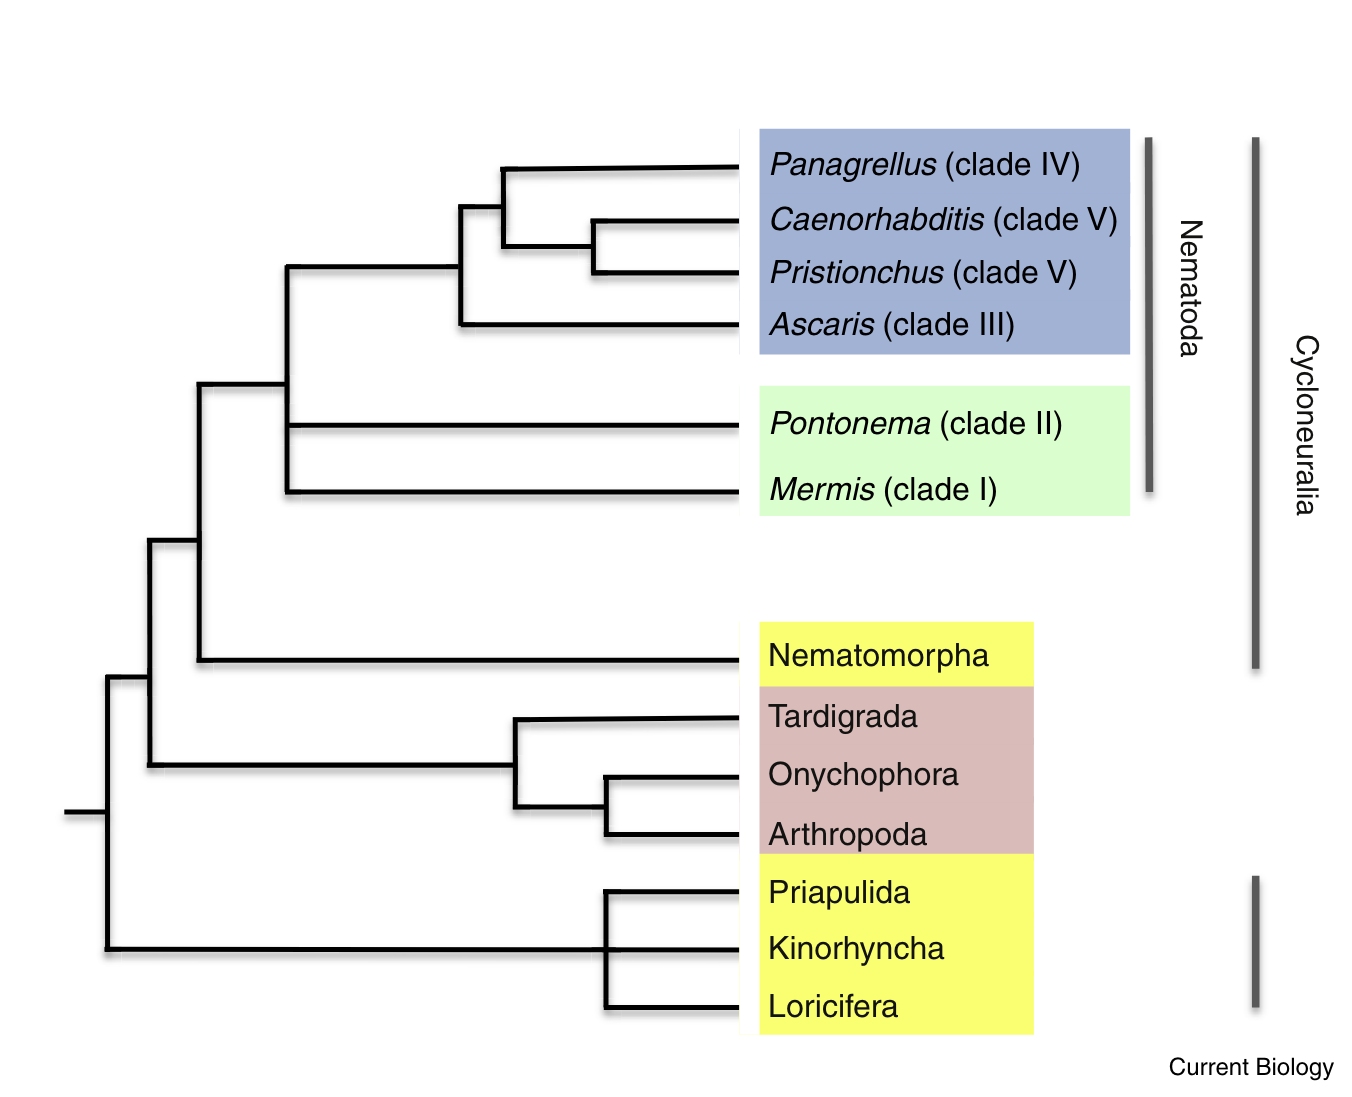 Panagrellus (clade IV)
Caenorhabditis (clade V)
Pristionchus (clade V)
Ascaris (clade III)
Pontonema (clade II)
Mermis (clade I)
Nematoda
Cycloneuralia
Nematomorpha
Tardigrada
Onychophora
Arthropoda
Priapulida
Kinorhyncha
Loricifera
Current Biology